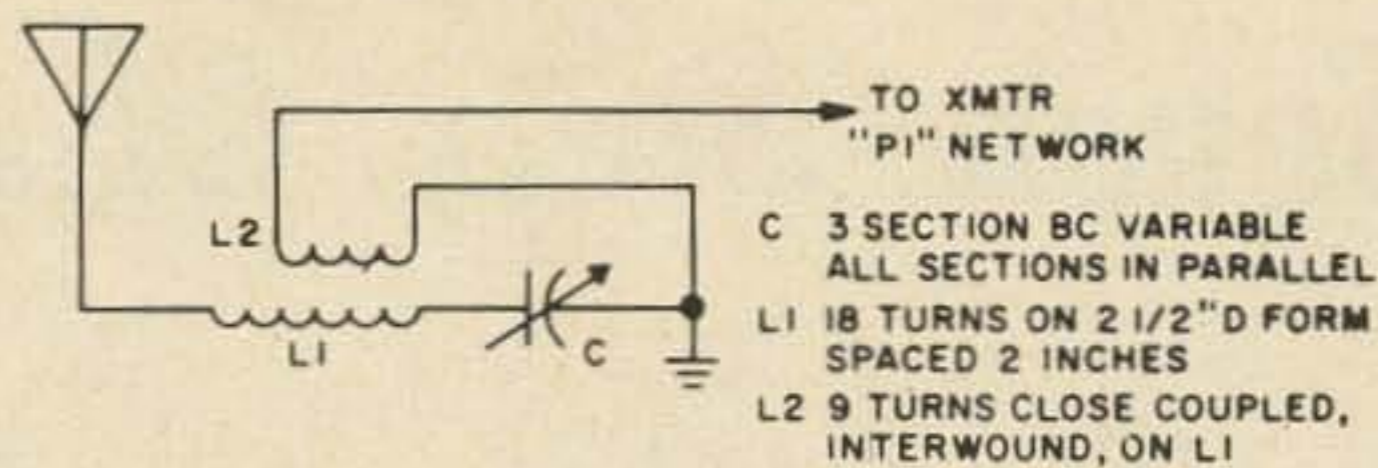 TO XMTR
"PI" NETWORK
L2
L1
C
C 3 SECTION BC VARIABLE
ALL SECTIONS IN PARALLEL
L1 18 TURNS ON 2 1/2"D FORM
SPACED 2 INCHES
L2 9 TURNS CLOSE COUPLED,
INTERWOUND, ON L1